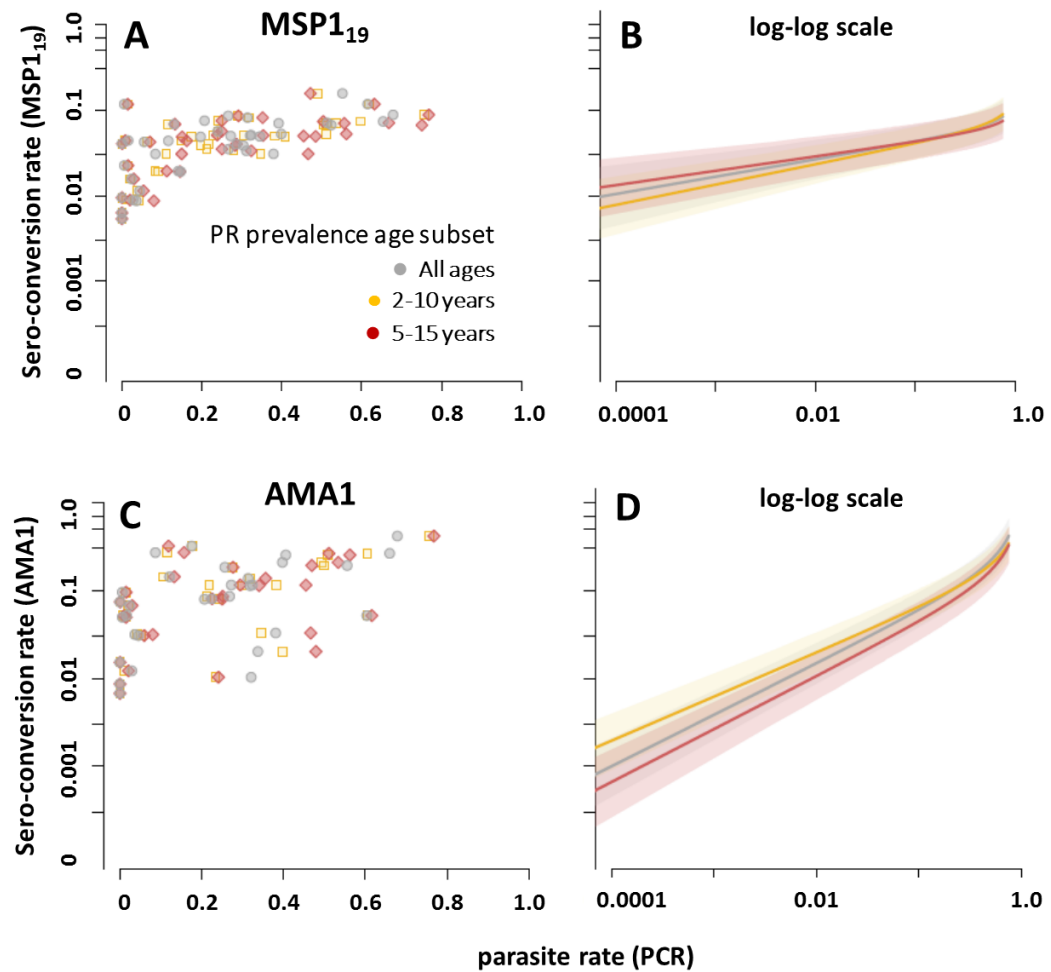 A
MSP1₁₉
B
log-log scale
Sero-conversion rate (MSP1₁₉)
1.0
0.1
0.01
0.001
0
PR prevalence age subset
All ages
2-10 years
5-15 years
0 0.2 0.4 0.6 0.8 1.0
0.0001 0.01 1.0
C
AMA1
D
log-log scale
Sero-conversion rate (AMA1)
1.0
0.1
0.01
0.001
0
0 0.2 0.4 0.6 0.8 1.0
0.0001 0.01 1.0
parasite rate (PCR)